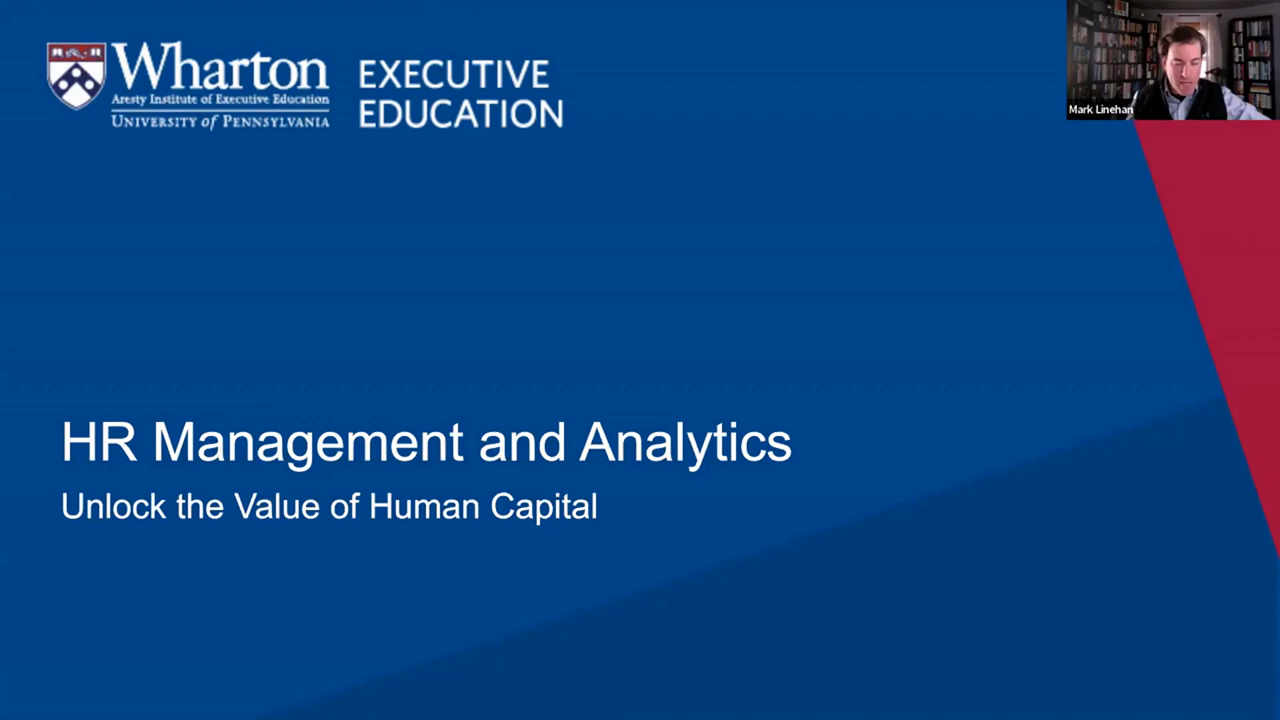 Wharton
Aresty Institute of Executive Education
UNIVERSITY of PENNSYLVANIA
EXECUTIVE
EDUCATION
Mark Linehan
HR Management and Analytics
Unlock the Value of Human Capital